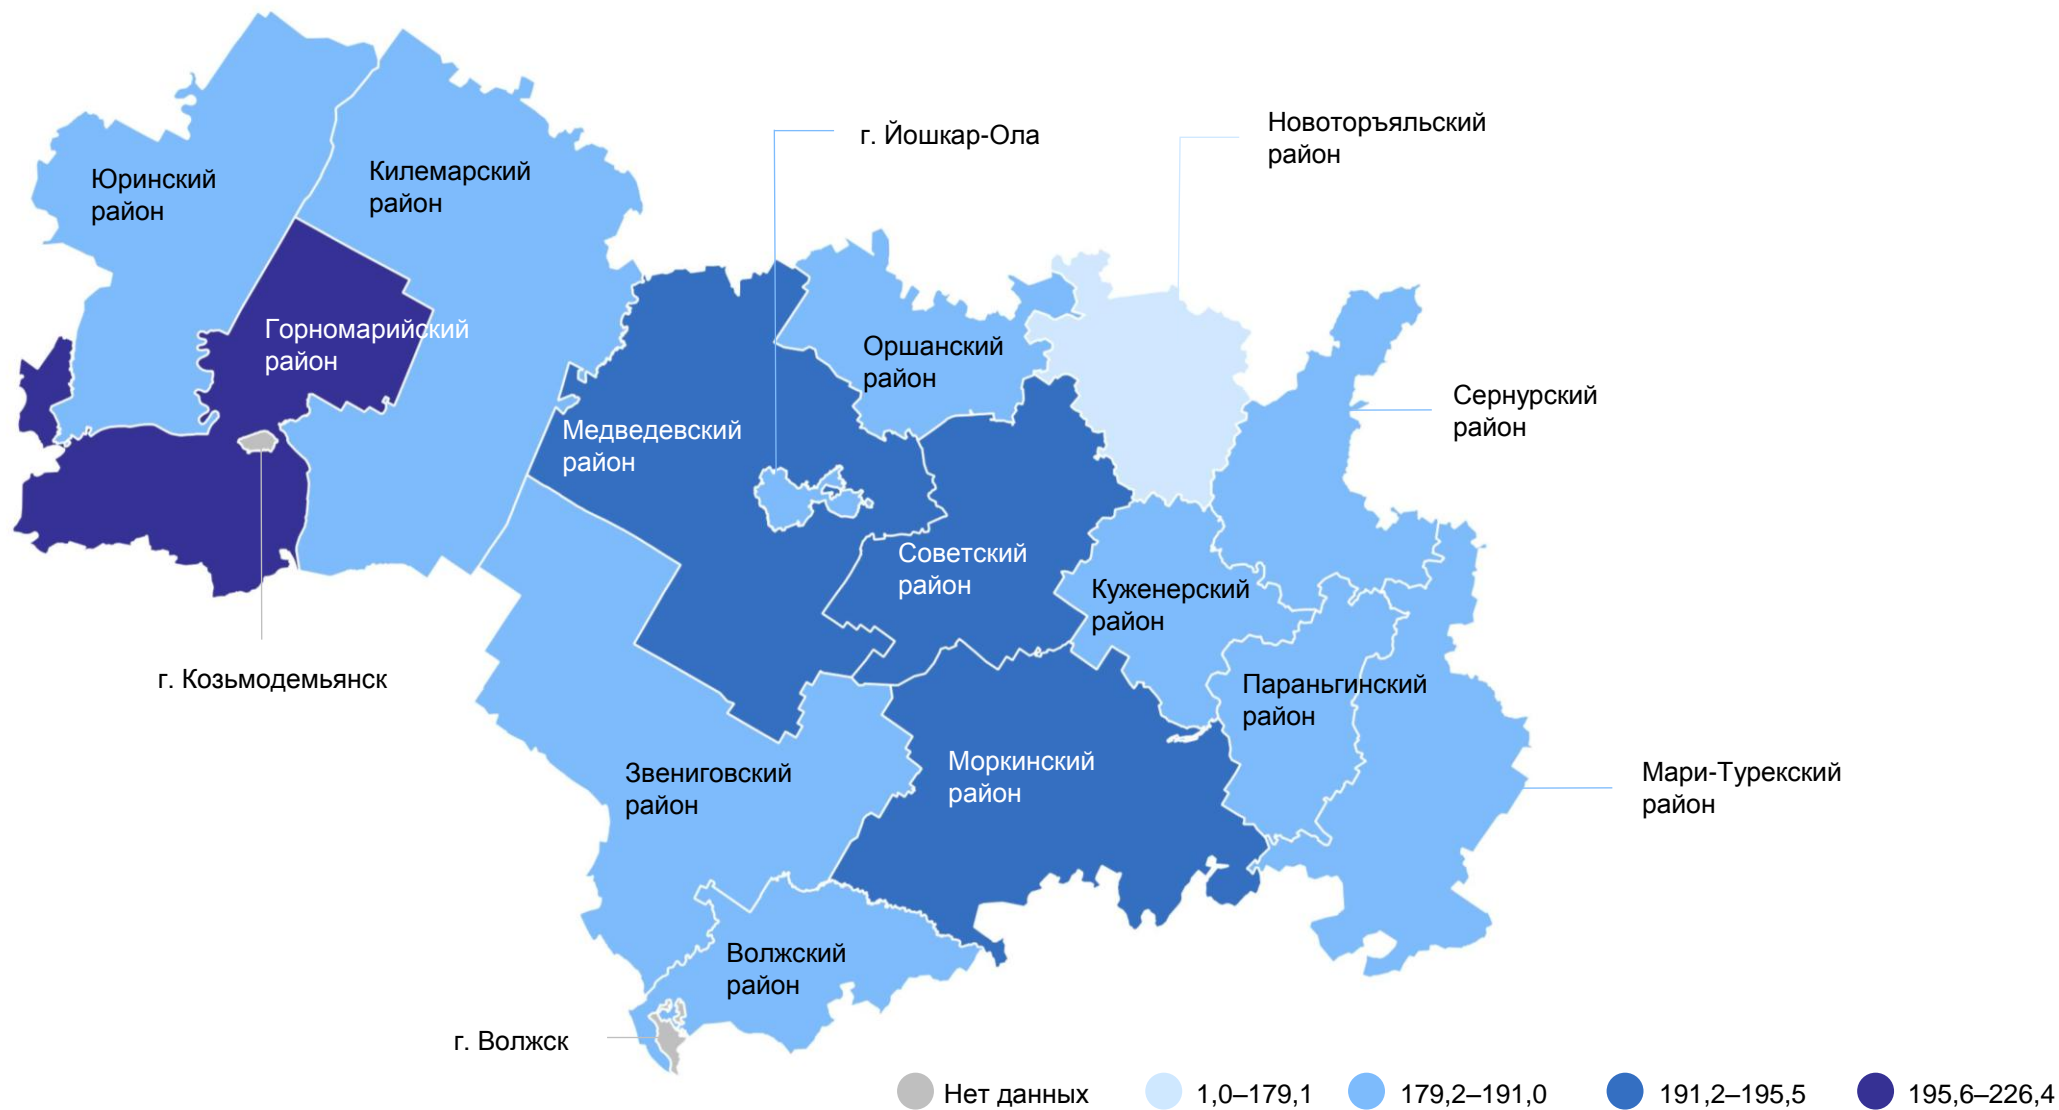 г. Йошкар-Ола
Новоторъяльский
район
Юринский
район
Килемарский
район
Горномарийский
район
Оршанский
район
Сернурский
район
Медведевский
район
Советский
район
Куженерский
район
г. Козьмодемьянск
Параньгинский
район
Звениговский
район
Моркинский
район
Мари-Турекский
район
Волжский
район
г. Волжск
Нет данных
1,0–179,1
179,2–191,0
191,2–195,5
195,6–226,4